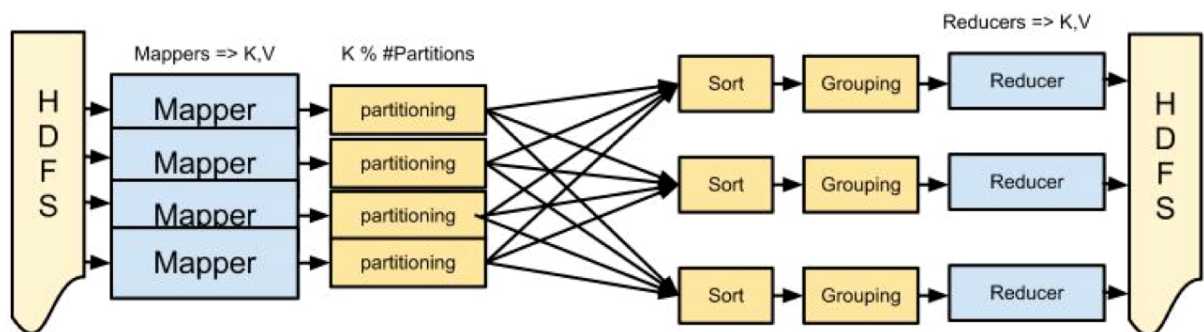 Mappers => K,V
K % #Partitions
Reducers => K,V
H
D
F
S
Mapper
Mapper
Mapper
Mapper
partitioning
partitioning
partitioning
partitioning
Sort
Grouping
Reducer
Sort
Grouping
Reducer
Sort
Grouping
Reducer
H
D
F
S